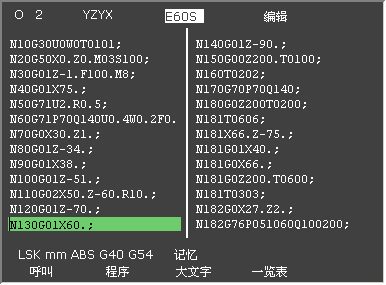 O 2 YZYX E60S 编辑
N10G30U0W0T0101.;
N20G50X0.Z0.M03S100;
N30G01Z-1.F100.M8;
N40G01X75.;
N50G71U2.R0.5;
N60G71P70Q140U0.4W0.2F0.
N70G0X30.Z1.;
N80G01Z-34.;
N90G01X38.;
N100G01Z-51.;
N110G02X50.Z-60.R10.;
N120G01Z-70.;
N130G01X60.;
N140G01Z-90.;
N150G00Z200.T0100;
N160T0202;
N170G70P70Q140;
N180G0Z200T0200;
N181T0606;
N181X66.Z-75.;
N181G01X40.;
N181G0X66.;
N181G0Z200.T0600;
N181T0303;
N182G0X27.Z2.;
N182G76P051060Q100200;
LSK mm ABS G40 G54 记忆
呼叫 程序 大文字 一览表